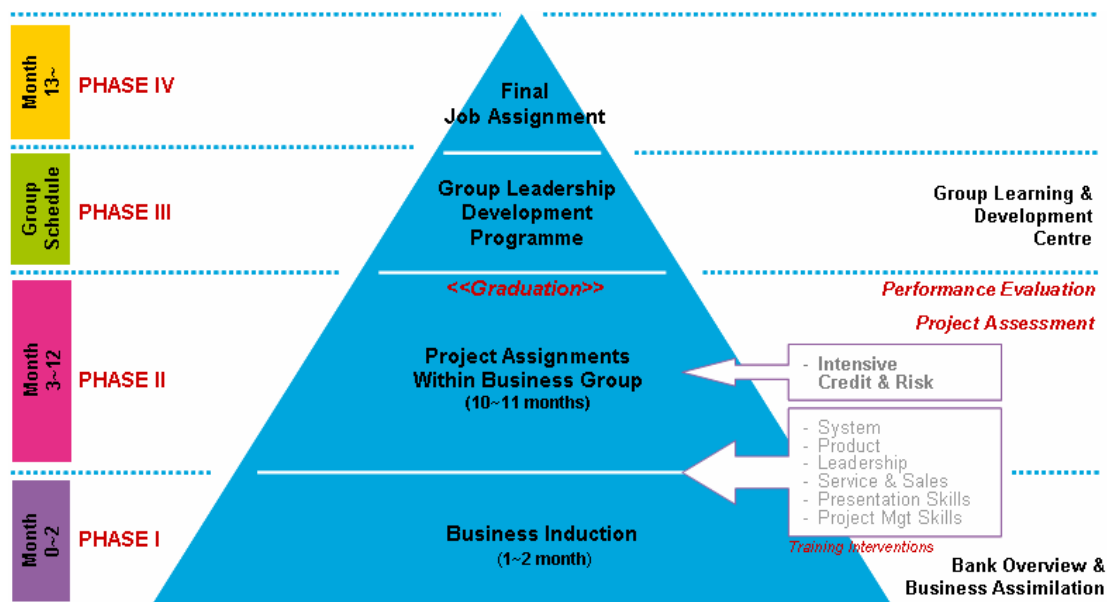 Month
13~
PHASE IV
Final
Job Assignment
Group
Schedule
PHASE III
Group Leadership
Development
Programme
Group Learning &
Development
Centre
<<Graduation>>
Performance Evaluation
Project Assessment
Month
3~12
PHASE II
Project Assignments
Within Business Group
(10~11 months)
- Intensive
Credit & Risk
- System
- Product
- Leadership
- Service & Sales
- Presentation Skills
- Project Mgt Skills
Training Interventions
Month
0~2
PHASE I
Business Induction
(1~2 month)
Bank Overview &
Business Assimilation